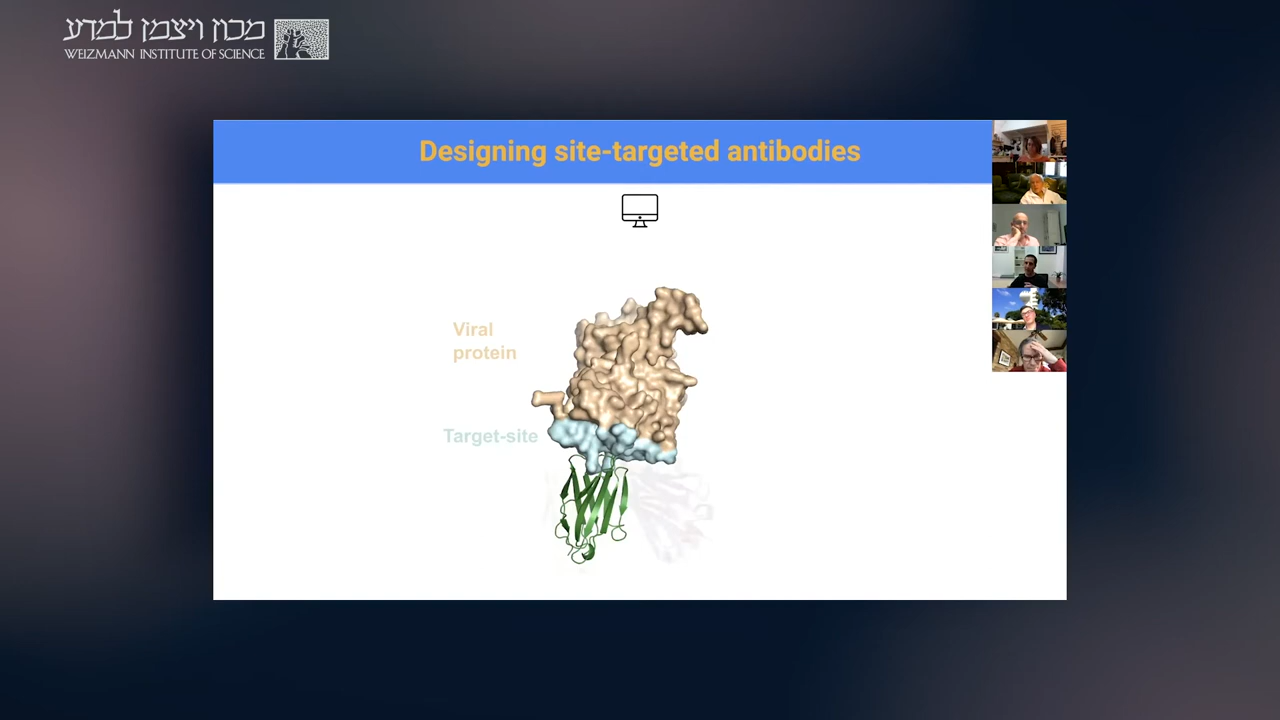 מכון ויצמן למדע
WEIZMANN INSTITUTE OF SCIENCE
Designing site-targeted antibodies
Viral
protein
Target-site